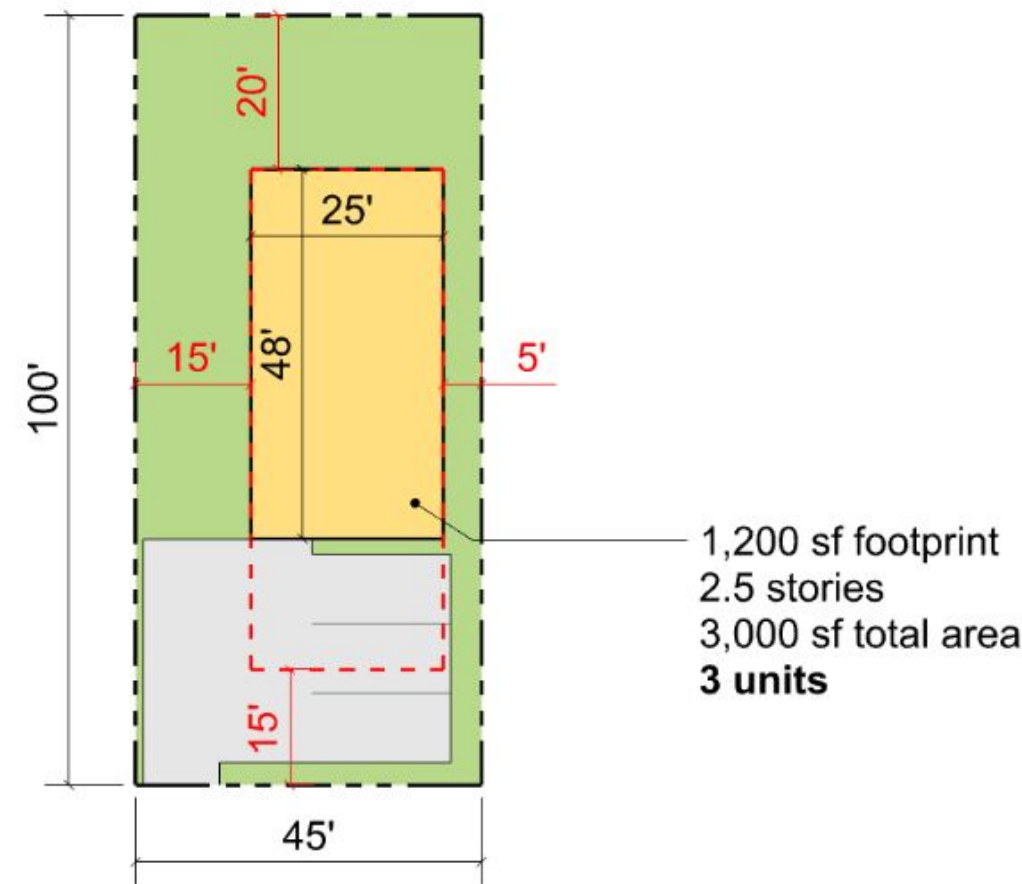 20'
25'
48'
15'
5'
100'
1,200 sf footprint
2.5 stories
3,000 sf total area
3 units
15'
45'